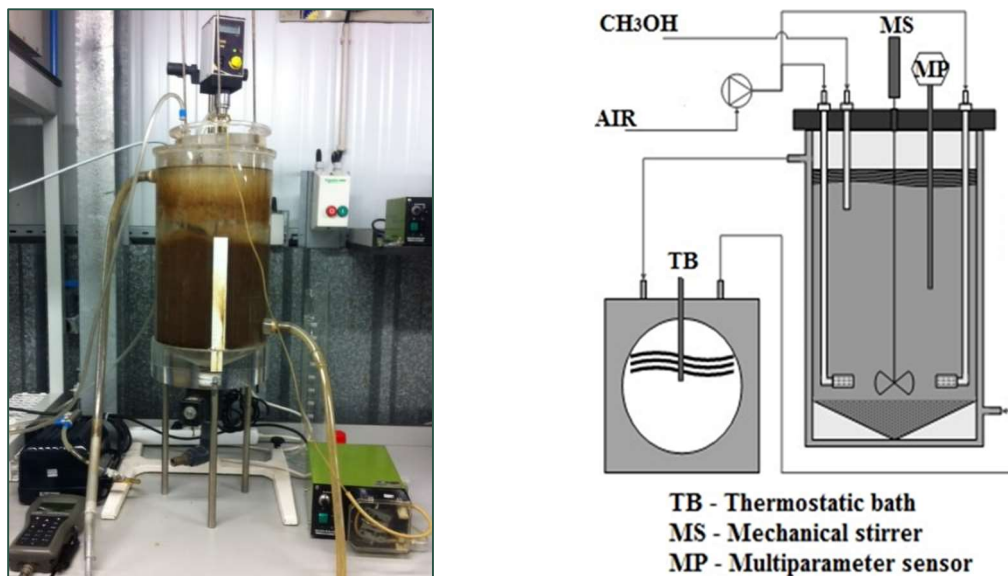 CH3OH
MS
MP
AIR
TB
TB - Thermostatic bath
MS - Mechanical stirrer
MP - Multiparameter sensor